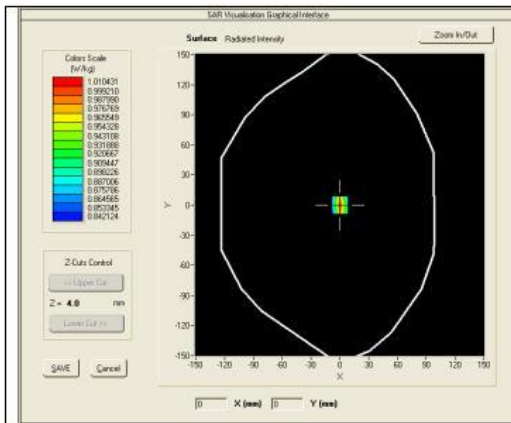 SAR Visualisation Graphical Interface
Surface Radiated Intensity
Zoom In/Out
Colors Scale
(W/kg)
1.010431
0.999210
0.987990
0.976769
0.965549
0.954328
0.943108
0.931888
0.920667
0.909447
0.898226
0.887006
0.875786
0.864565
0.853345
0.842124
Z-Cuts Control
<< Upper Cut
Z = 4.0 mm
Lower Cut >>
SAVE Cancel
150
120
90
60
30
0
-30
-60
-90
-120
-150
Y
-150 -120 -90 -60 -30 0 30 60 90 120 150
X
0 X (mm) 0 Y (mm)